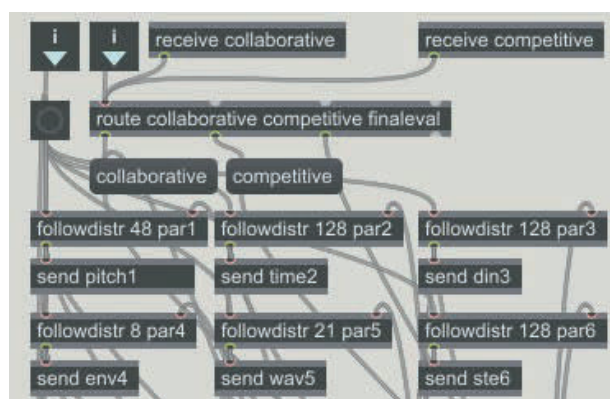 i
i
receive collaborative
receive competitive
route collaborative competitive finaleval
collaborative
competitive
followdistr 48 par1
followdistr 128 par2
followdistr 128 par3
send pitch1
send time2
send din3
followdistr 8 par4
followdistr 21 par5
followdistr 128 par6
send env4
send wav5
send ste6